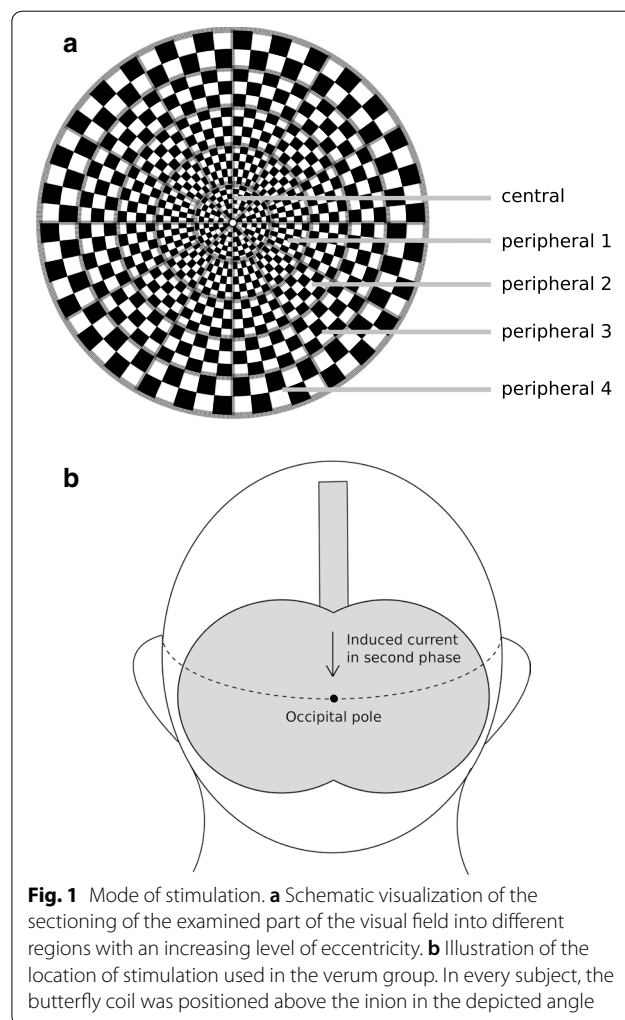 a
central
peripheral 1
peripheral 2
peripheral 3
peripheral 4
b
Induced current
in second phase
Occipital pole
Fig. 1 Mode of stimulation. a Schematic visualization of the
sectioning of the examined part of the visual field into different
regions with an increasing level of eccentricity. b Illustration of the
location of stimulation used in the verum group. In every subject, the
butterfly coil was positioned above the inion in the depicted angle